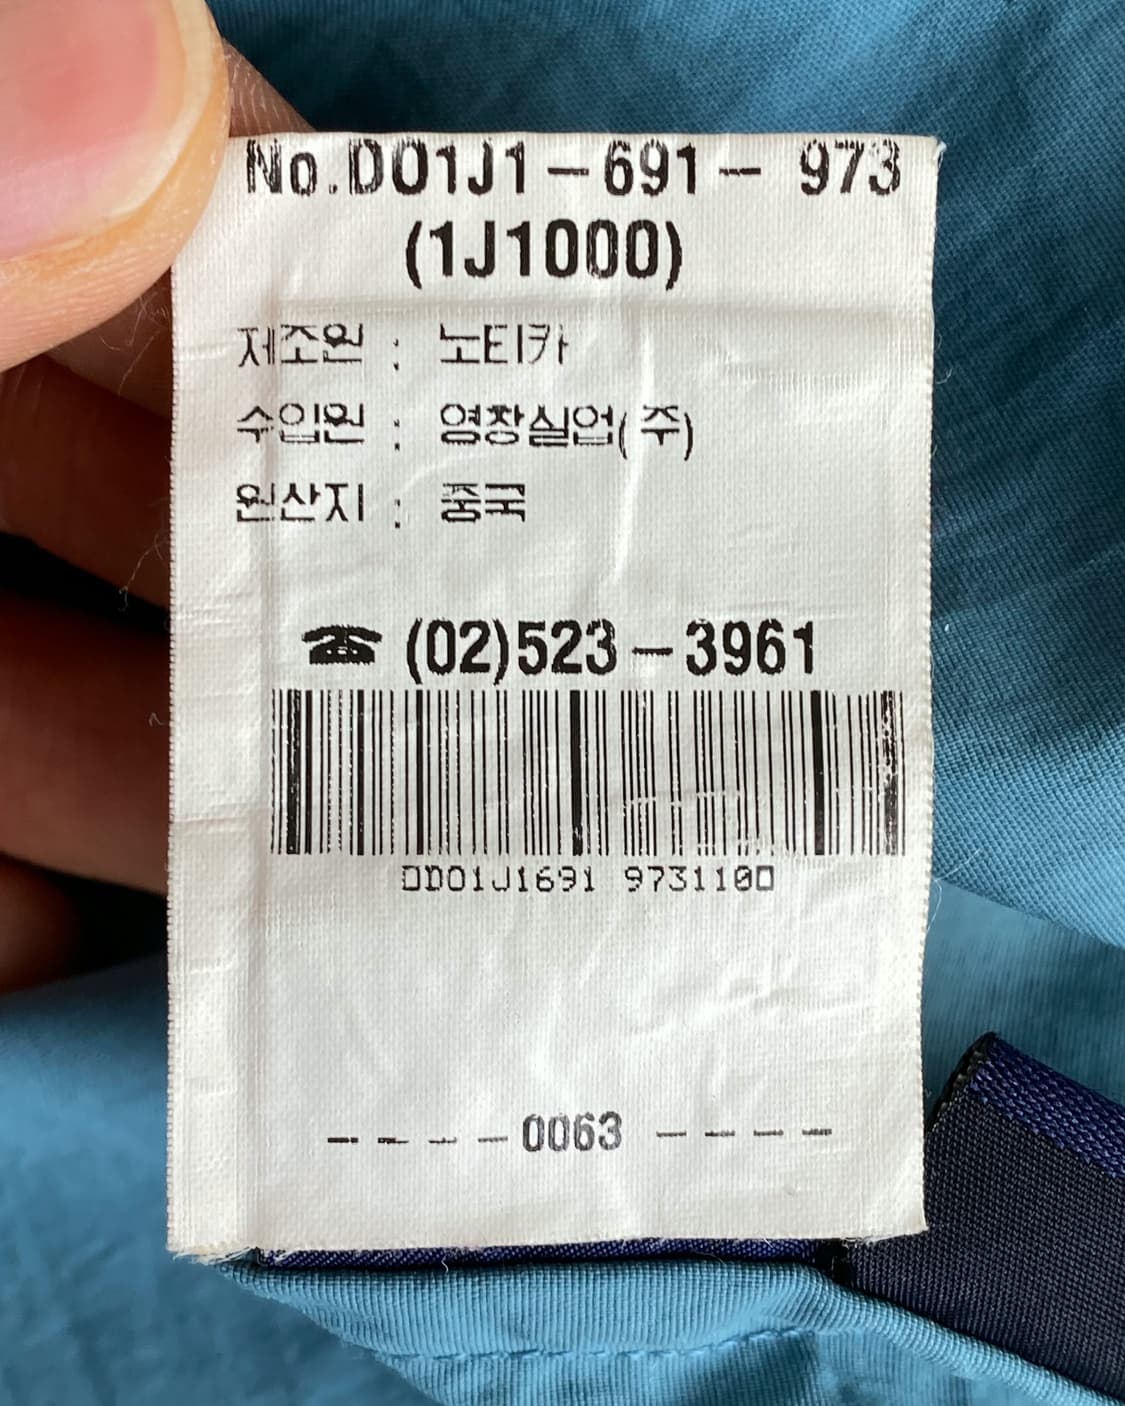 No.D01J1-691- 973
(1J1000)
제조원 : 노티카
수입원 : 영창실업(주)
원산지 : 중국
☎ (02)523-3961
D01J1691 9731100
----0063 ----